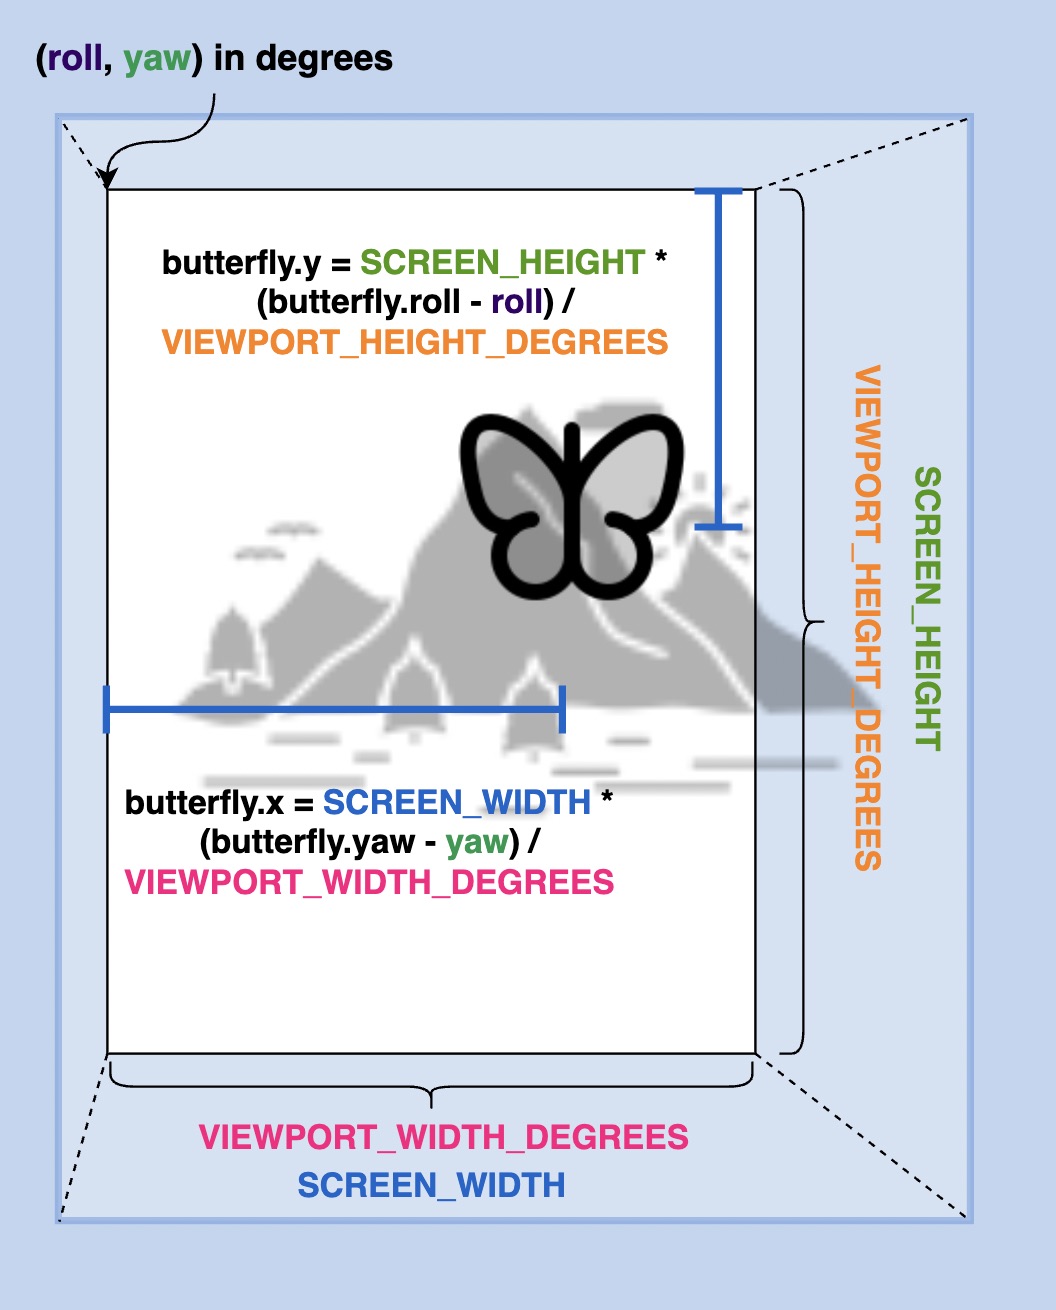 (roll, yaw) in degrees
butterfly.y = SCREEN_HEIGHT *
(butterfly.roll - roll) /
VIEWPORT_HEIGHT_DEGREES
VIEWPORT_HEIGHT_DEGREES
SCREEN_HEIGHT
butterfly.x = SCREEN_WIDTH *
(butterfly.yaw - yaw) /
VIEWPORT_WIDTH_DEGREES
VIEWPORT_WIDTH_DEGREES
SCREEN_WIDTH